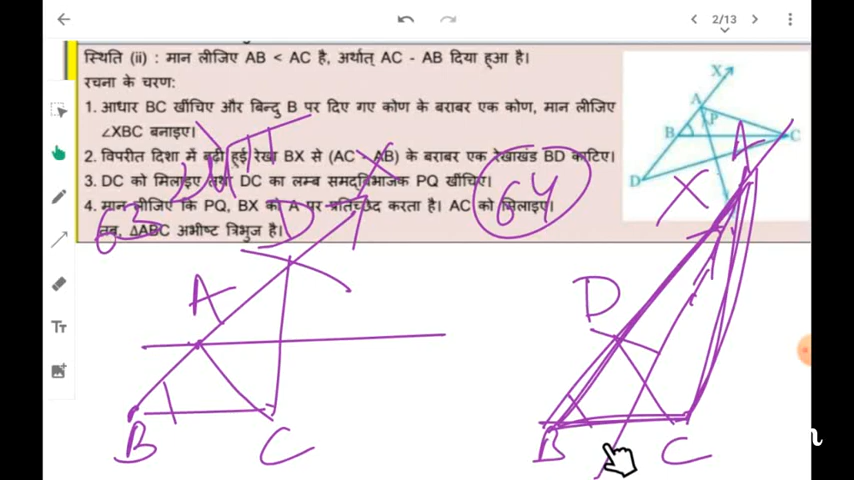 2/13
स्थिति (ii) : मान लीजिए AB < AC है, अर्थात् AC - AB दिया हुआ है।
रचना के चरण:
1. आधार BC खींचिए और बिन्दु B पर दिए गए कोण के बराबर एक कोण, मान लीजिए
∠XBC बनाइए।
2. विपरीत दिशा में बढ़ी हुई रेखा BX से (AC - AB) के बराबर एक रेखाखंड BD काटिए।
3. DC को मिलाइए तथा DC का लम्ब समद्विभाजक PQ खींचिए।
4. मान लीजिए कि PQ, BX को A पर प्रतिच्छेद करता है। AC को मिलाइए।
तब, ΔABC अभीष्ट त्रिभुज है।
X
A
P
B
C
D
63
64
X
D
A
B
C
A
X
D
B
C
Tт